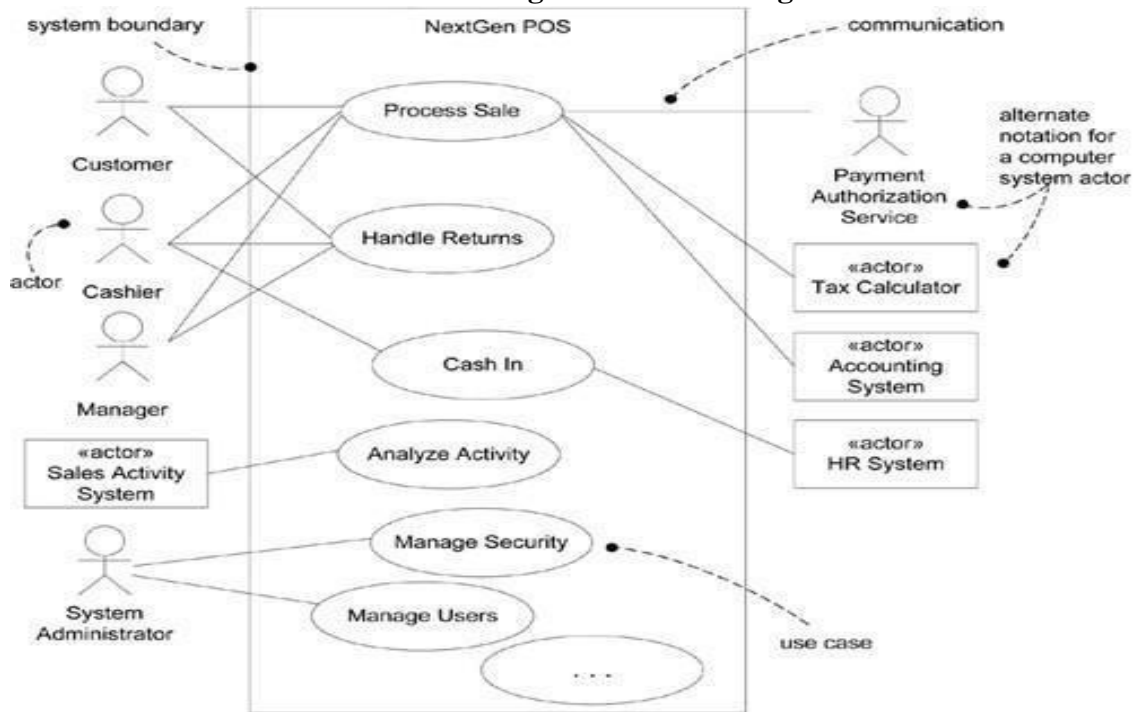 system boundary
NextGen POS
communication
Process Sale
Customer
alternate
notation for
a computer
system actor
Payment
Authorization
Service
Handle Returns
actor
Cashier
«actor»
Tax Calculator
Cash In
«actor»
Accounting
System
Manager
«actor»
Sales Activity
System
Analyze Activity
«actor»
HR System
Manage Security
System
Administrator
Manage Users
use case
. . .